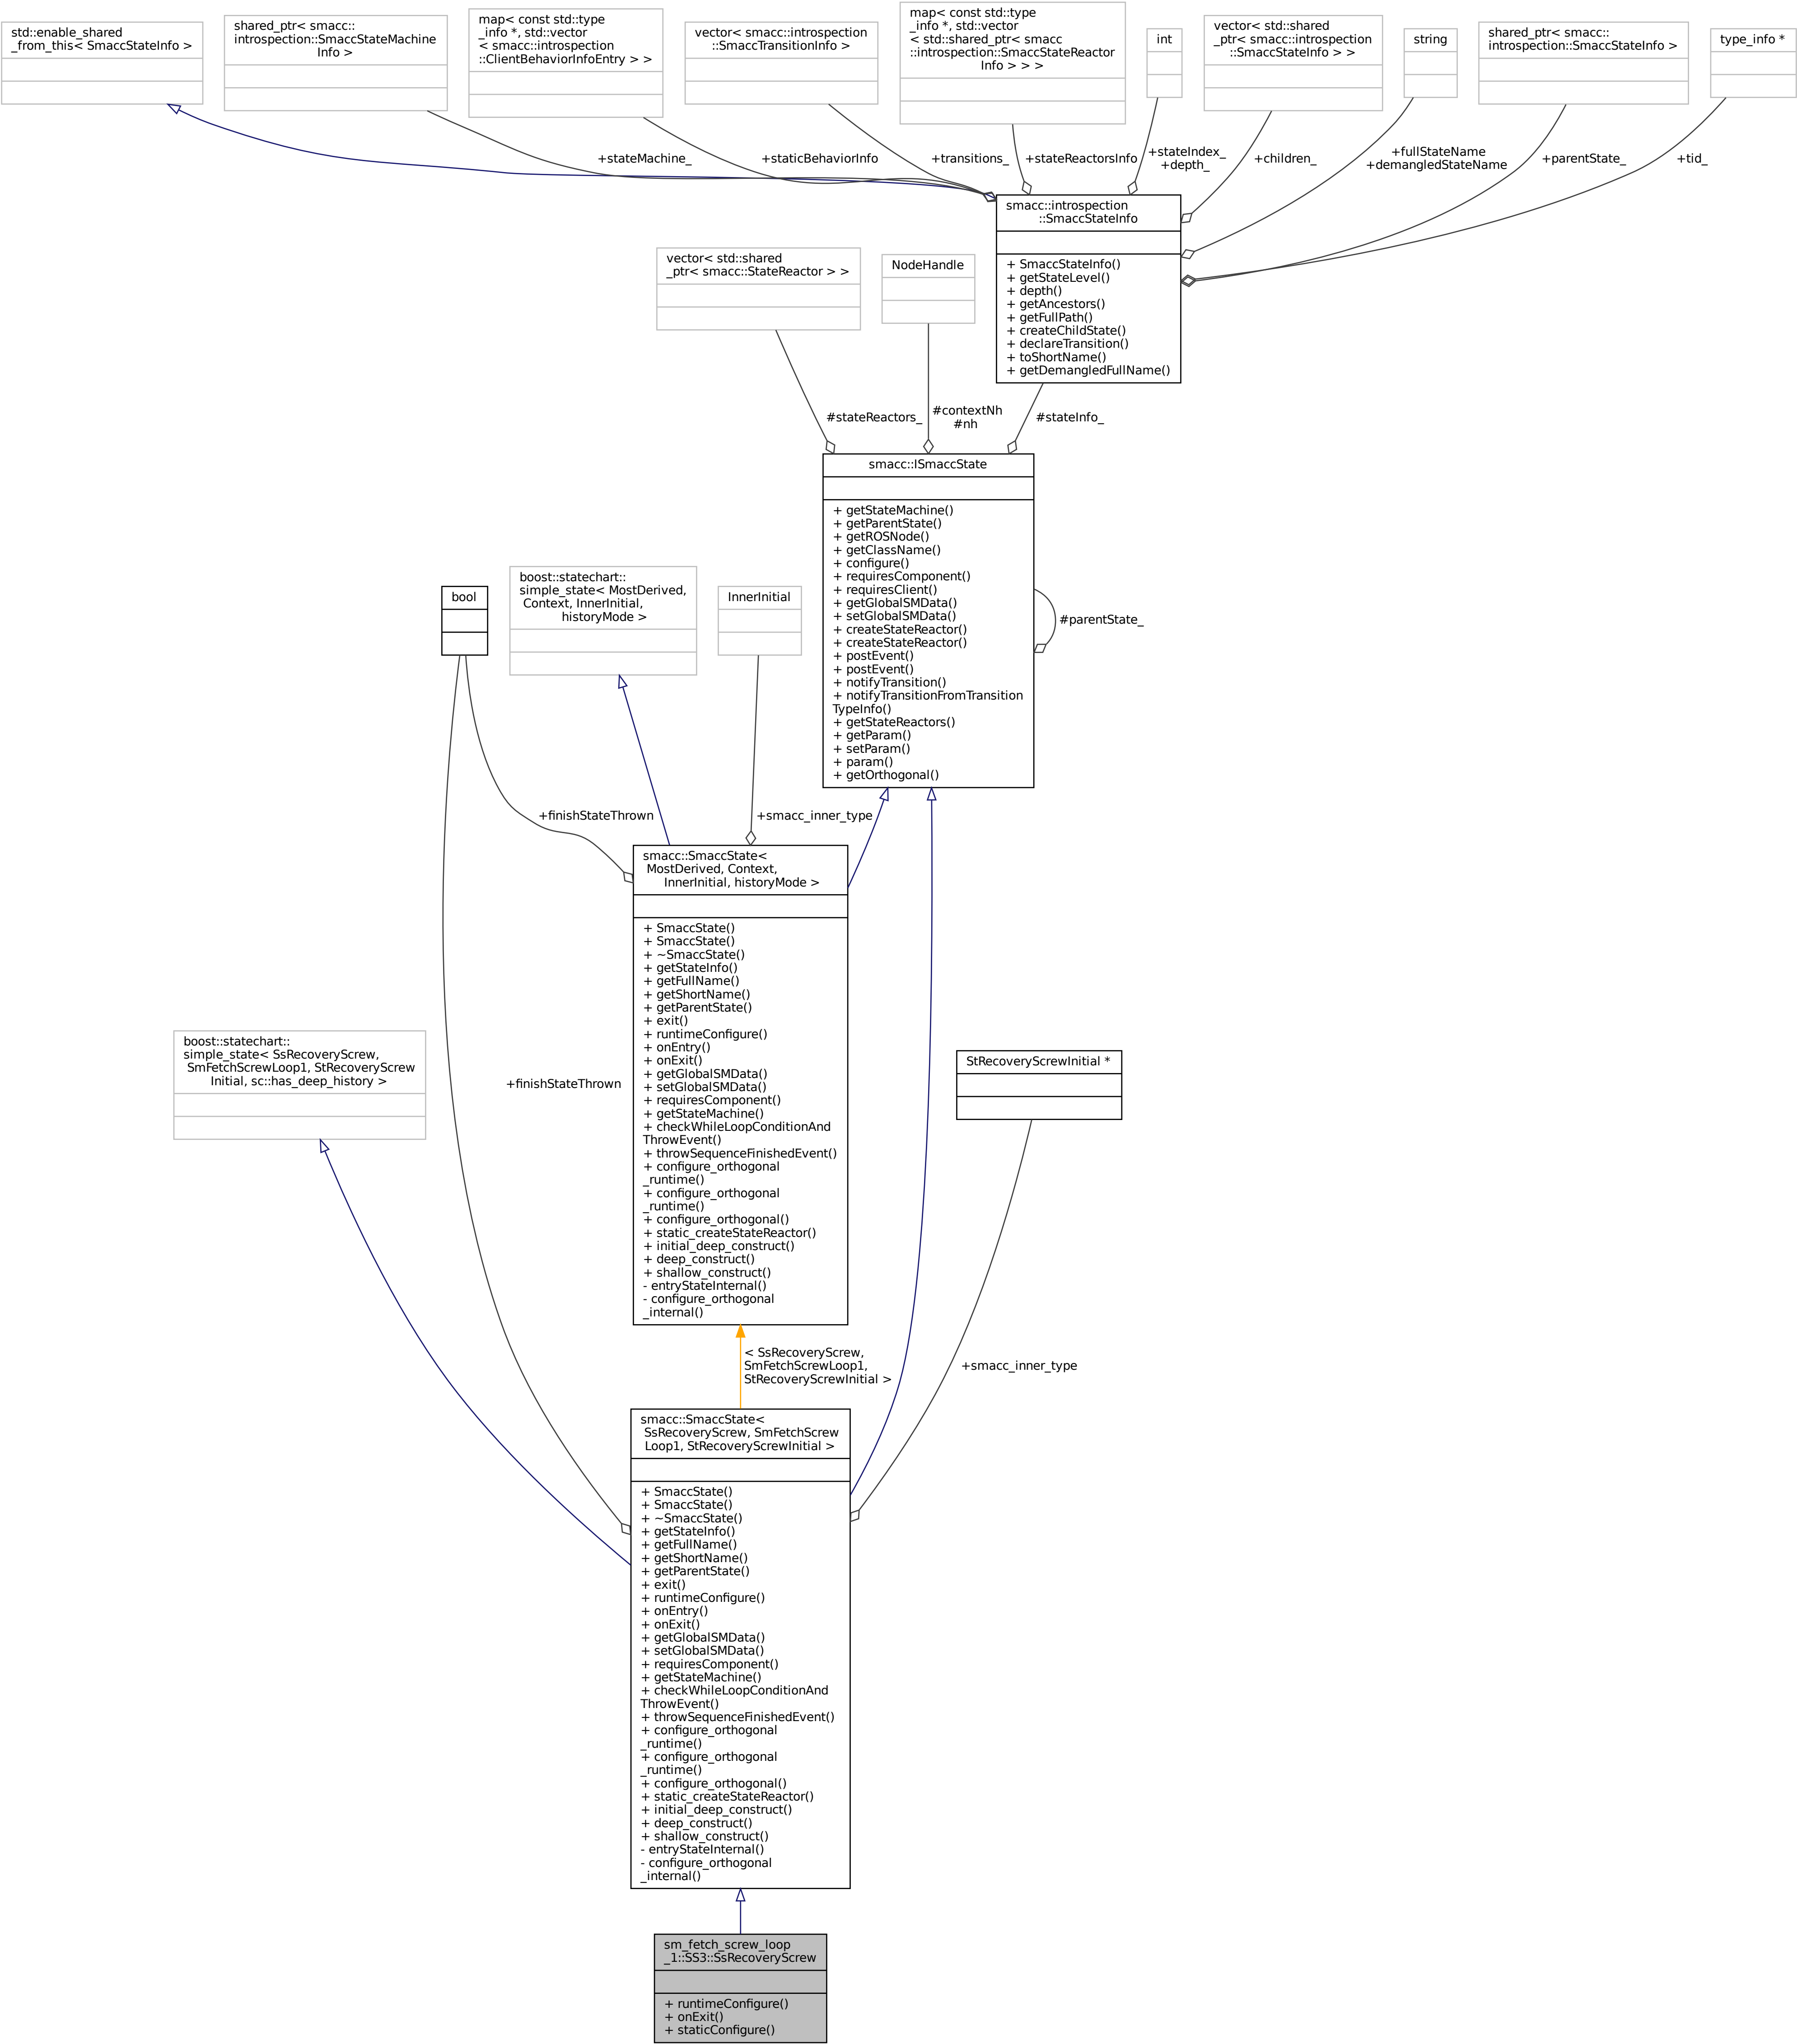 std::enable_shared
_from_this< SmaccStateInfo >
shared_ptr< smacc::
introspection::SmaccStateMachine
Info >
map< const std::type
_info *, std::vector
< smacc::introspection
::ClientBehaviorInfoEntry > >
vector< smacc::introspection
::SmaccTransitionInfo >
map< const std::type
_info *, std::vector
< std::shared_ptr< smacc
::introspection::SmaccStateReactor
Info > > >
int
vector< std::shared
_ptr< smacc::introspection
::SmaccStateInfo > >
string
shared_ptr< smacc::
introspection::SmaccStateInfo >
type_info *
+stateMachine_
+staticBehaviorInfo
+transitions_
+stateReactorsInfo
+stateIndex_
+depth_
+children_
+fullStateName
+demangledStateName
+parentState_
+tid_
smacc::introspection
::SmaccStateInfo
+ SmaccStateInfo()
+ getStateLevel()
+ depth()
+ getAncestors()
+ getFullPath()
+ createChildState()
+ declareTransition()
+ toShortName()
+ getDemangledFullName()
vector< std::shared
_ptr< smacc::StateReactor > >
NodeHandle
#stateReactors_
#contextNh
#nh
#stateInfo_
smacc::ISmaccState
+ getStateMachine()
+ getParentState()
+ getROSNode()
+ getClassName()
+ configure()
+ requiresComponent()
+ requiresClient()
+ getGlobalSMData()
+ setGlobalSMData()
+ createStateReactor()
+ createStateReactor()
+ postEvent()
+ postEvent()
+ notifyTransition()
+ notifyTransitionFromTransition
TypeInfo()
+ getStateReactors()
+ getParam()
+ setParam()
+ param()
+ getOrthogonal()
#parentState_
bool
boost::statechart::
simple_state< MostDerived,
Context, InnerInitial,
historyMode >
InnerInitial
+finishStateThrown
+smacc_inner_type
smacc::SmaccState<
MostDerived, Context,
InnerInitial, historyMode >
+ SmaccState()
+ SmaccState()
+ ~SmaccState()
+ getStateInfo()
+ getFullName()
+ getShortName()
+ getParentState()
+ exit()
+ runtimeConfigure()
+ onEntry()
+ onExit()
+ getGlobalSMData()
+ setGlobalSMData()
+ requiresComponent()
+ getStateMachine()
+ checkWhileLoopConditionAnd
ThrowEvent()
+ throwSequenceFinishedEvent()
+ configure_orthogonal
_runtime()
+ configure_orthogonal
_runtime()
+ configure_orthogonal()
+ static_createStateReactor()
+ initial_deep_construct()
+ deep_construct()
+ shallow_construct()
- entryStateInternal()
- configure_orthogonal
_internal()
boost::statechart::
simple_state< SsRecoveryScrew,
SmFetchScrewLoop1, StRecoveryScrew
Initial, sc::has_deep_history >
+finishStateThrown
StRecoveryScrewInitial *
< SsRecoveryScrew,
SmFetchScrewLoop1,
StRecoveryScrewInitial >
+smacc_inner_type
smacc::SmaccState<
SsRecoveryScrew, SmFetchScrew
Loop1, StRecoveryScrewInitial >
+ SmaccState()
+ SmaccState()
+ ~SmaccState()
+ getStateInfo()
+ getFullName()
+ getShortName()
+ getParentState()
+ exit()
+ runtimeConfigure()
+ onEntry()
+ onExit()
+ getGlobalSMData()
+ setGlobalSMData()
+ requiresComponent()
+ getStateMachine()
+ checkWhileLoopConditionAnd
ThrowEvent()
+ throwSequenceFinishedEvent()
+ configure_orthogonal
_runtime()
+ configure_orthogonal
_runtime()
+ configure_orthogonal()
+ static_createStateReactor()
+ initial_deep_construct()
+ deep_construct()
+ shallow_construct()
- entryStateInternal()
- configure_orthogonal
_internal()
sm_fetch_screw_loop
_1::SS3::SsRecoveryScrew
+ runtimeConfigure()
+ onExit()
+ staticConfigure()